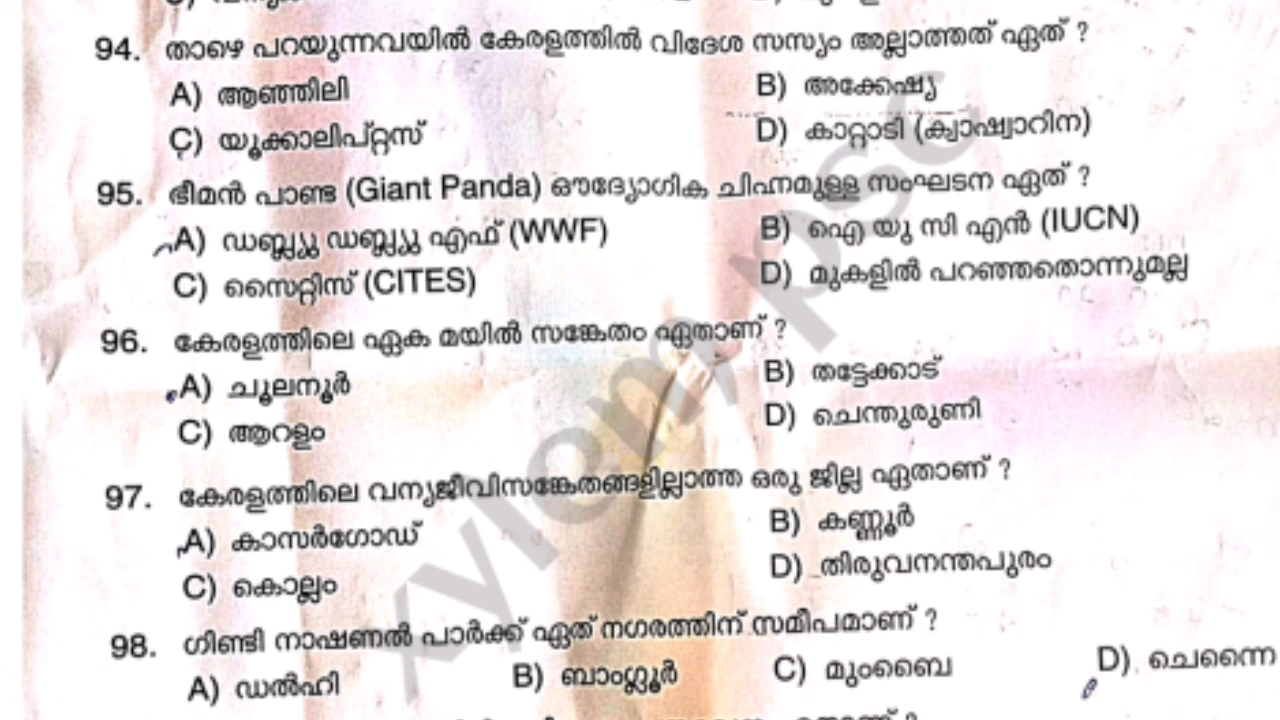 94. താഴെ പറയുന്നവയിൽ കേരളത്തിൽ വിദേശ സസ്യം അല്ലാത്തത് ഏത് ?
A) ആഞ്ഞിലി B) അക്കേഷ്യ
C) യൂക്കാലിപ്റ്റസ് D) കാറ്റാടി (ക്വാഷ്വാറിന)
95. ഭീമൻ പാണ്ട (Giant Panda) ഔദ്യോഗിക ചിഹ്നമുള്ള സംഘടന ഏത് ?
A) ഡബ്ല്യു ഡബ്ല്യു എഫ് (WWF) B) ഐ യു സി എൻ (IUCN)
C) സൈറ്റിസ് (CITES) D) മുകളിൽ പറഞ്ഞതൊന്നുമല്ല
96. കേരളത്തിലെ ഏക മയിൽ സങ്കേതം ഏതാണ് ?
A) ചൂലനൂർ B) തട്ടേക്കാട്
C) ആറളം D) ചെന്തുരുണി
97. കേരളത്തിലെ വന്യജീവിസങ്കേതങ്ങളില്ലാത്ത ഒരു ജില്ല ഏതാണ് ?
A) കാസർഗോഡ് B) കണ്ണൂർ
C) കൊല്ലം D) തിരുവനന്തപുരം
98. ഗിണ്ടി നാഷണൽ പാർക്ക് ഏത് നഗരത്തിന് സമീപമാണ് ?
A) ഡൽഹി B) ബാംഗ്ലൂർ C) മുംബൈ D) ചെന്നൈ
xylem psc